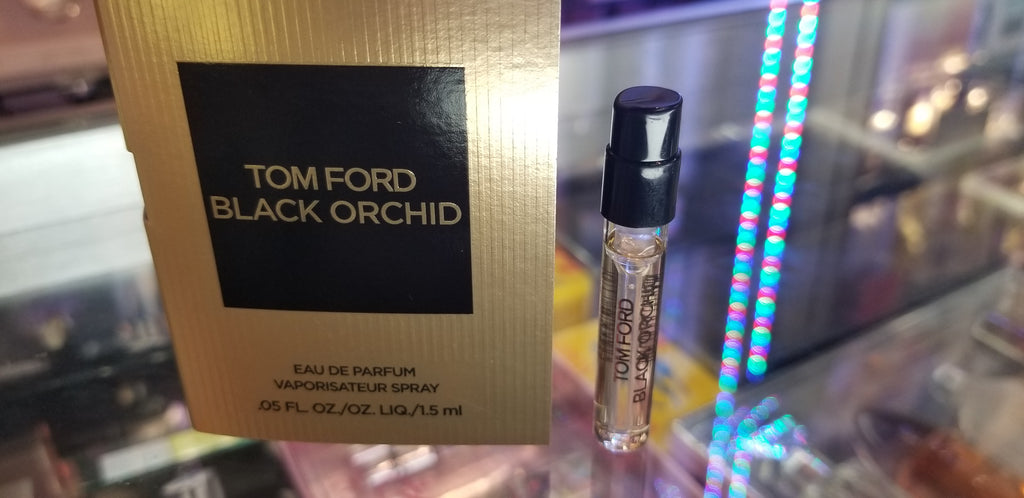 TOM FORD
BLACK ORCHID
EAU DE PARFUM
VAPORISATEUR SPRAY
.05 FL. OZ./OZ. LIQ./1.5 ml
TOM FORD
BLACK ORCHID